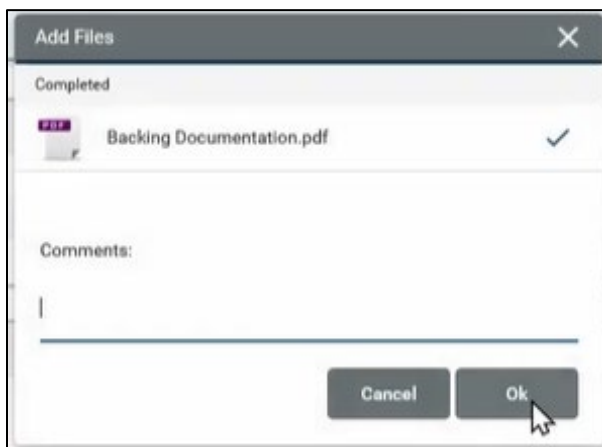 Add Files
Completed
PDF
Backing Documentation.pdf
Comments:
Cancel Ok